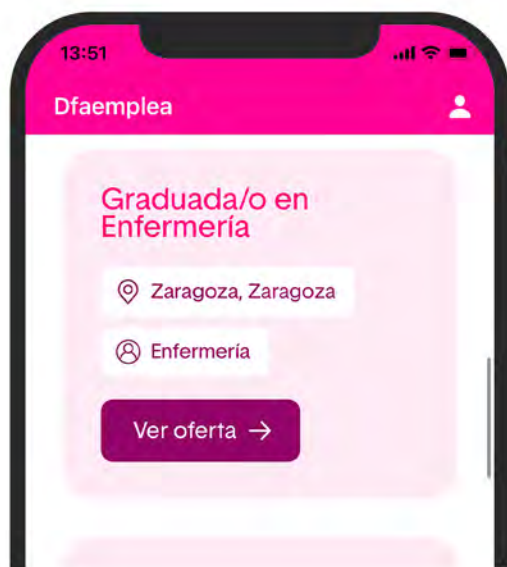 13:51
Dfaemplea
Graduada/o en
Enfermería
Zaragoza, Zaragoza
Enfermería
Ver oferta →